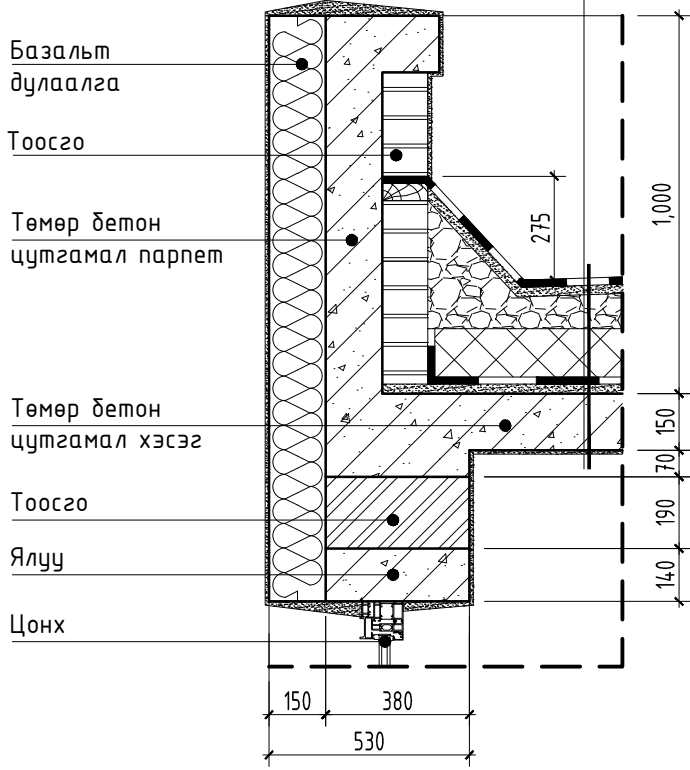 Базальт
дулаалга
Тоосго
Төмөр бетон
цутгамал парпет
Төмөр бетон
цутгамал хэсэг
Тоосго
Ялуу
Цонх
275
1,000
150
70
190
140
150
380
530